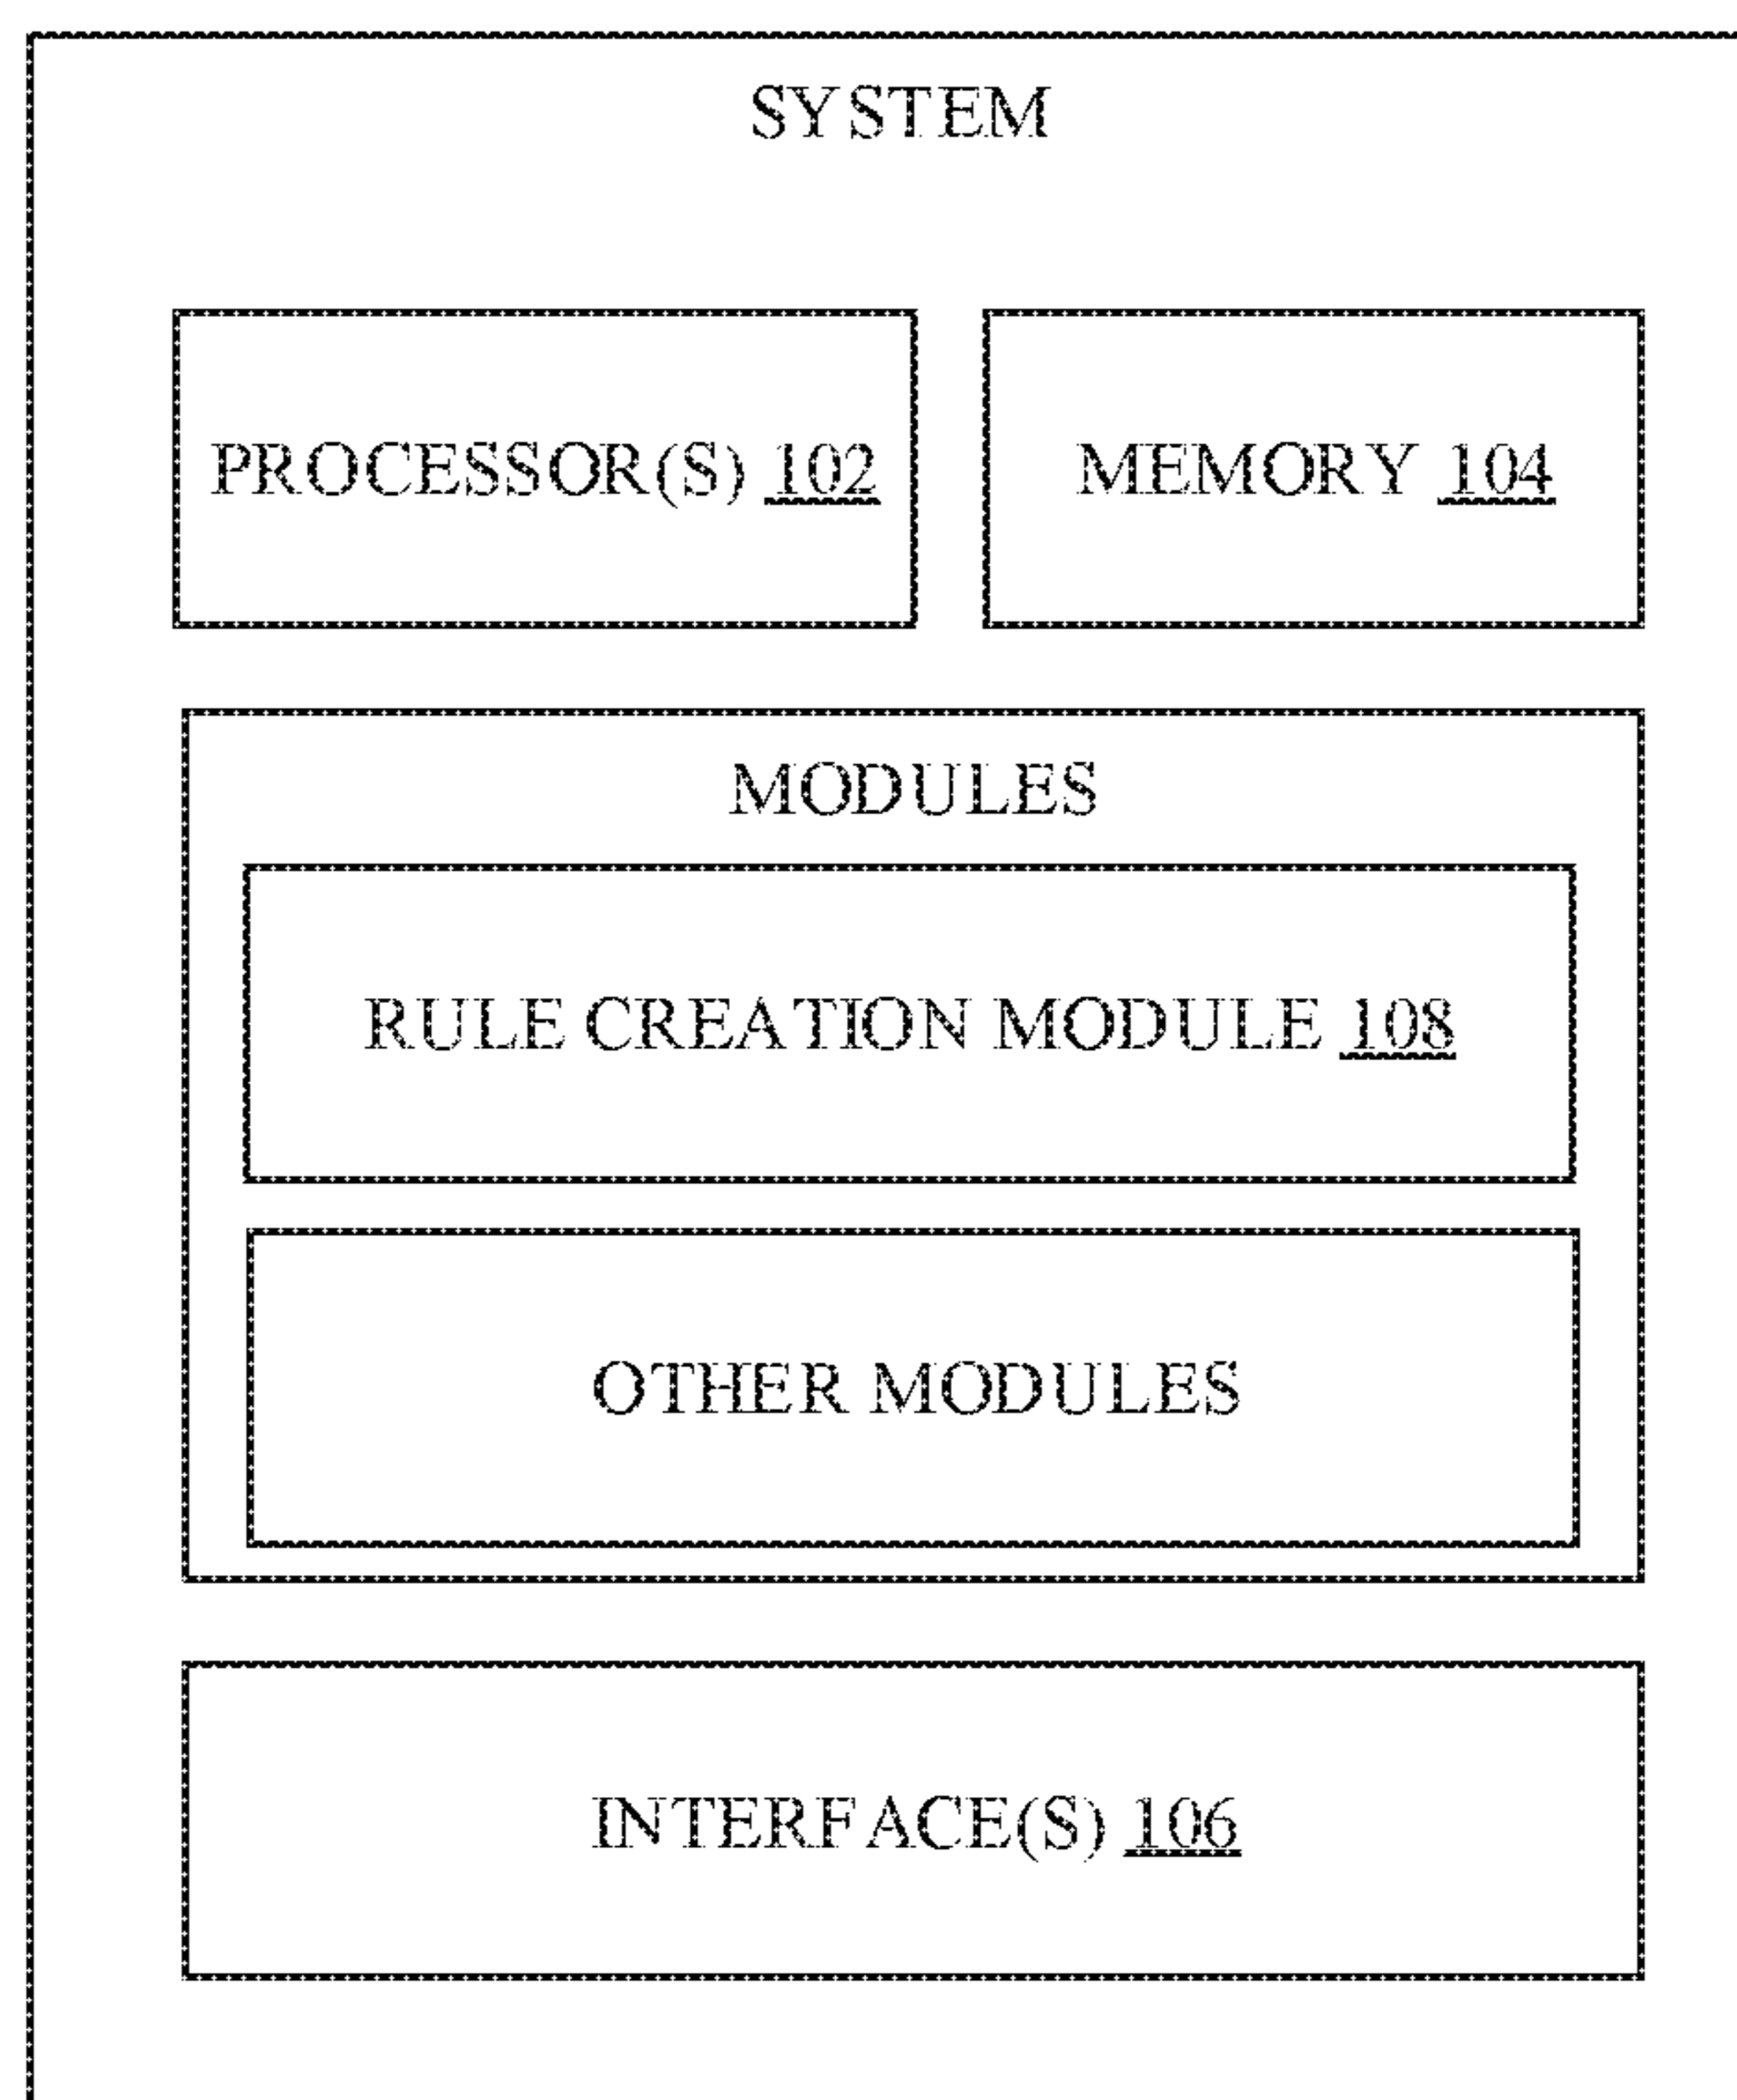 SYSTEM
PROCESSOR(S) 102
MEMORY 104
MODULES
RULE CREATION MODULE 108
OTHER MODULES
INTERFACE(S) 106